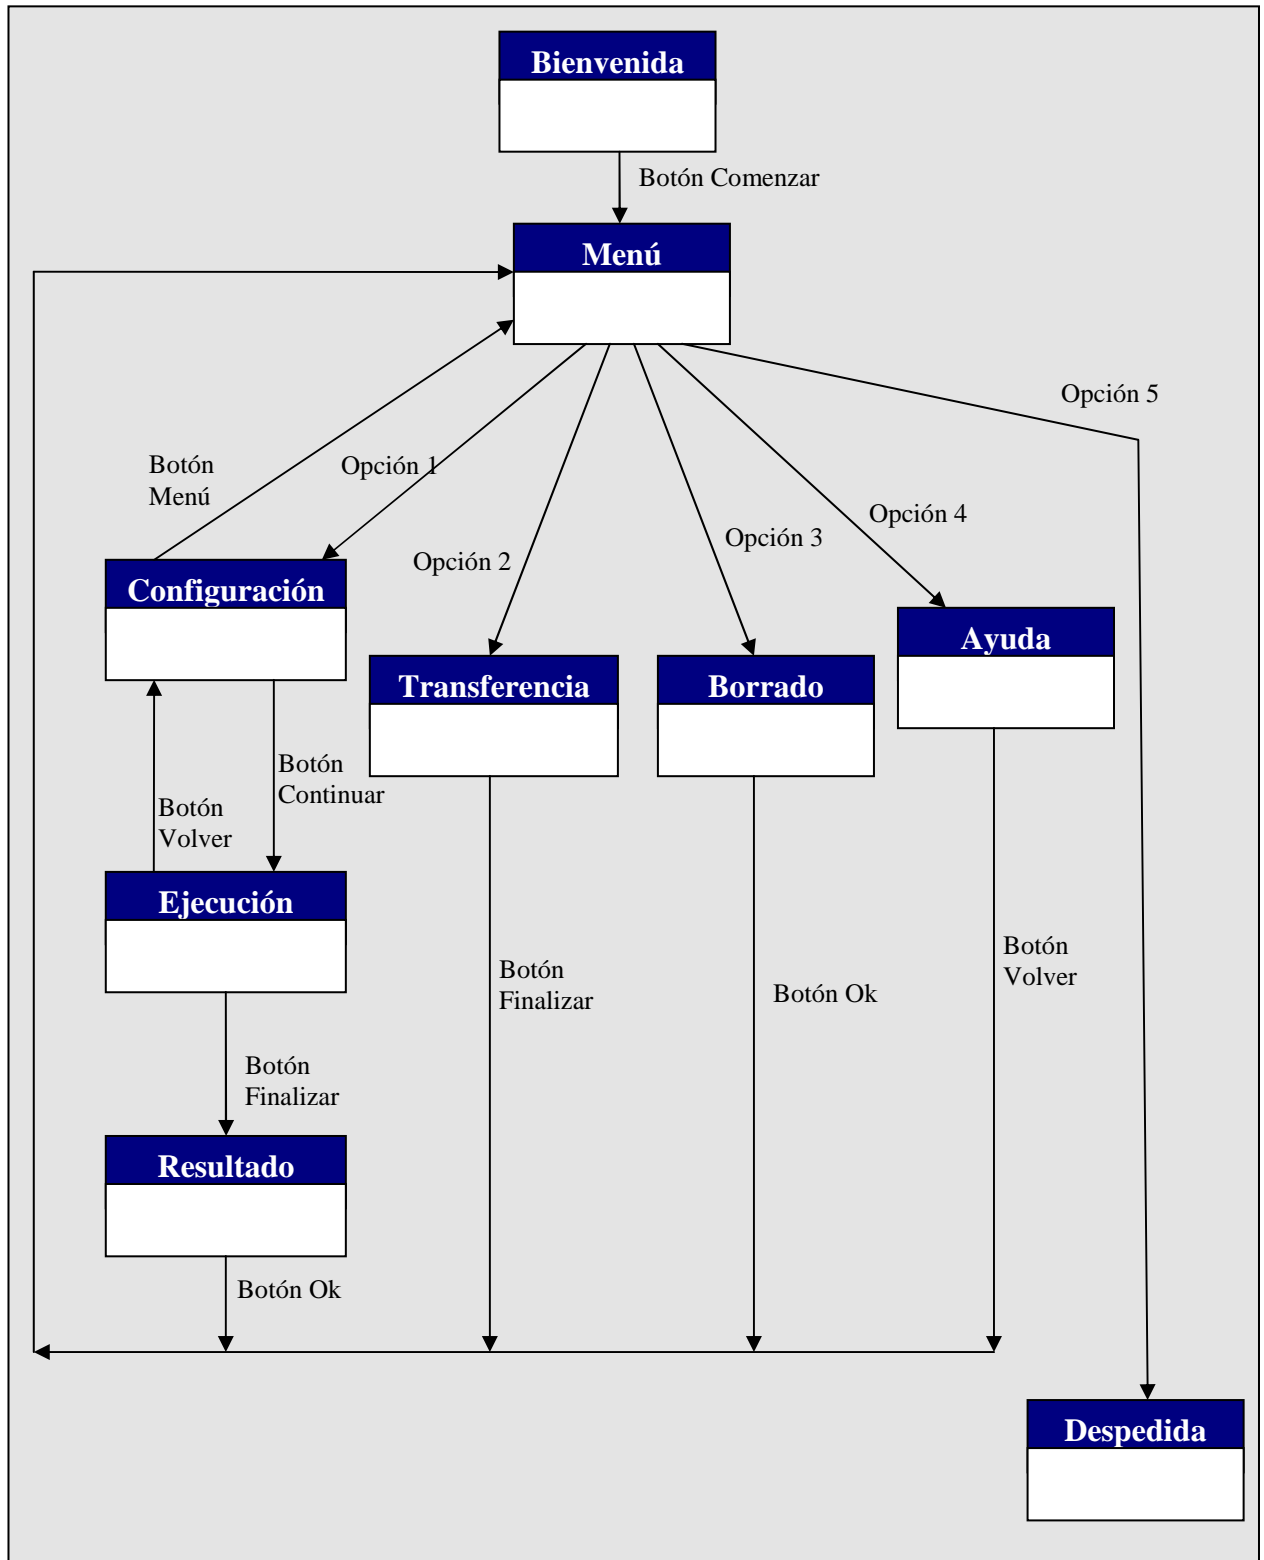 Bienvenida
Botón Comenzar
Menú
Opción 5
Botón
Menú
Opción 1
Opción 2
Opción 3
Opción 4
Configuración
Transferencia
Borrado
Ayuda
Botón
Continuar
Botón
Volver
Ejecución
Botón
Finalizar
Botón Ok
Botón
Volver
Botón
Finalizar
Resultado
Botón Ok
Despedida